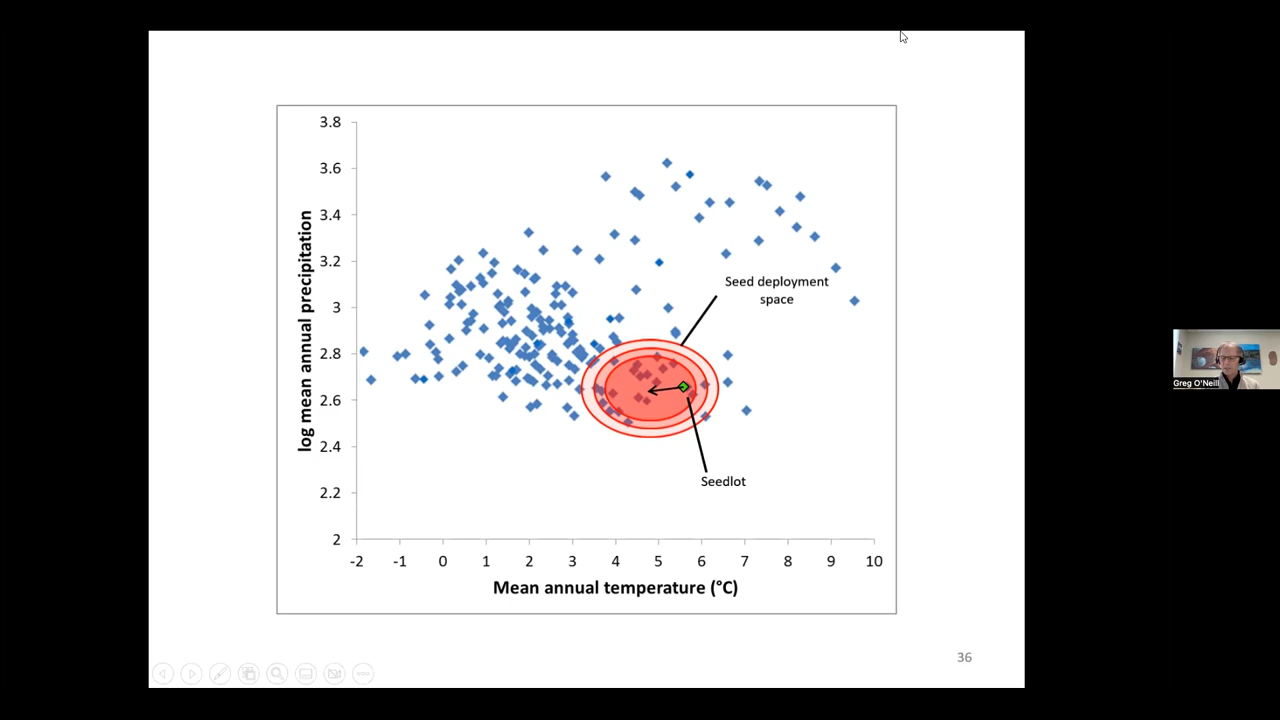 3.8
3.6
3.4
3.2
3
2.8
2.6
2.4
2.2
2
log mean annual precipitation
Seed deployment
space
Seedlot
-2 -1 0 1 2 3 4 5 6 7 8 9 10
Mean annual temperature (°C)
36
Greg O'Neill